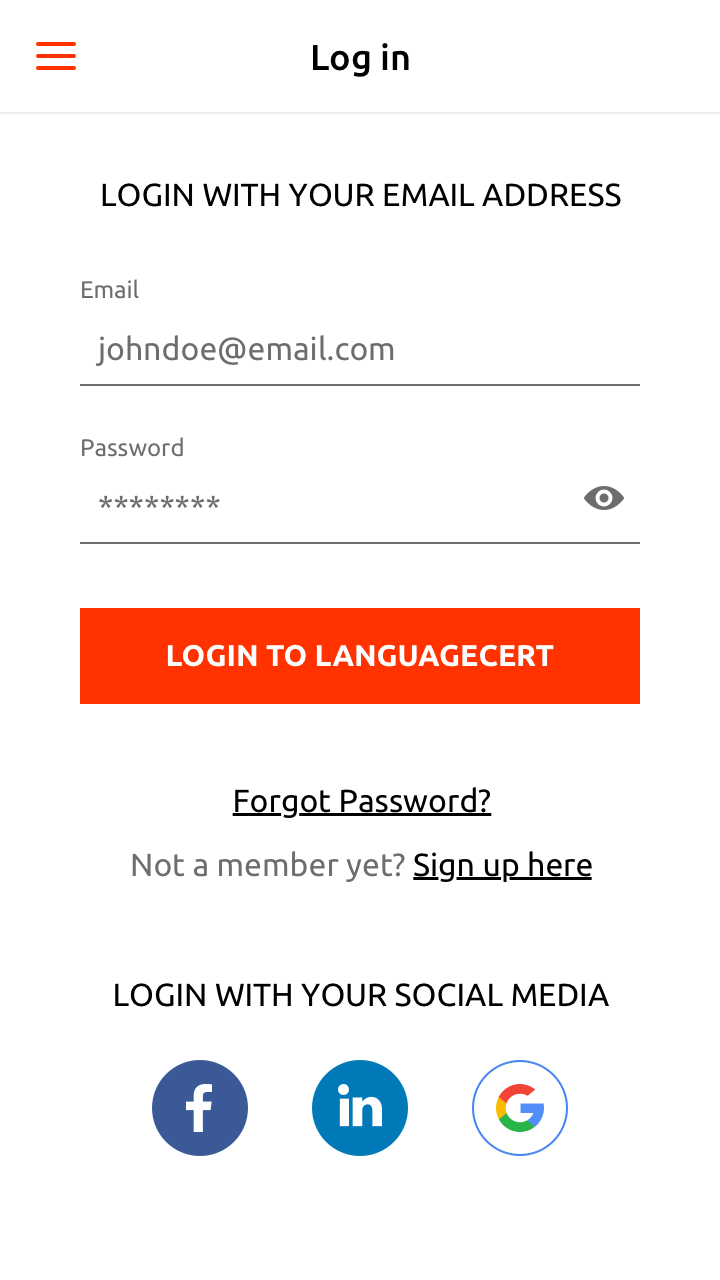 Log in
LOGIN WITH YOUR EMAIL ADDRESS
Email
johndoe@email.com
Password
********
LOGIN TO LANGUAGECERT
Forgot Password?
Not a member yet? Sign up here
LOGIN WITH YOUR SOCIAL MEDIA
f in G